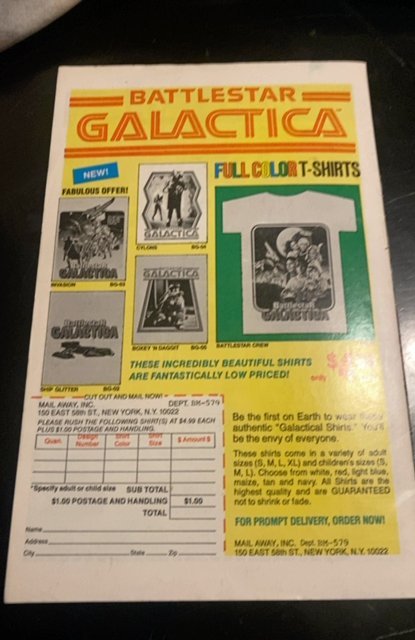 BATTLESTAR
GALACTICA
NEW!
FULL COLOR T-SHIRTS
FABULOUS OFFER!
GALACTICA
INVASION BG-03
GALACTICA
CYLONS BG-04
Battlestar
GALACTICA
SHIP GLITTER BG-02
GALACTICA
BOXEY 'N DAGGIT BG-05
Battlestar
GALACTICA
BATTLESTAR CREW
THESE INCREDIBLY BEAUTIFUL SHIRTS
ARE FANTASTICALLY LOW PRICED!
only
CUT OUT AND MAIL NOW!
MAIL AWAY, INC. DEPT. BM-579
150 EAST 58th ST., NEW YORK, N.Y. 10022
PLEASE RUSH THE FOLLOWING SHIRT(S) AT $4.99 EACH
PLUS $1.00 POSTAGE AND HANDLING.
Quan. Design Number Shirt Color Shirt Size $ Amount $
*Specify adult or child size SUB TOTAL
$1.00 POSTAGE AND HANDLING $1.00
TOTAL
Name
Address
City State Zip
Be the first on Earth to wear these
authentic "Galactical Shirts." You'll
be the envy of everyone.
These shirts come in a variety of adult
sizes (S, M, L, XL) and children's sizes (S,
M, L). Choose from white, red, light blue,
maize, tan and navy. All Shirts are the
highest quality and are GUARANTEED
not to shrink or fade.
FOR PROMPT DELIVERY, ORDER NOW!
MAIL AWAY, INC. Dept. BM-579
150 EAST 58th ST., NEW YORK, N.Y. 10022